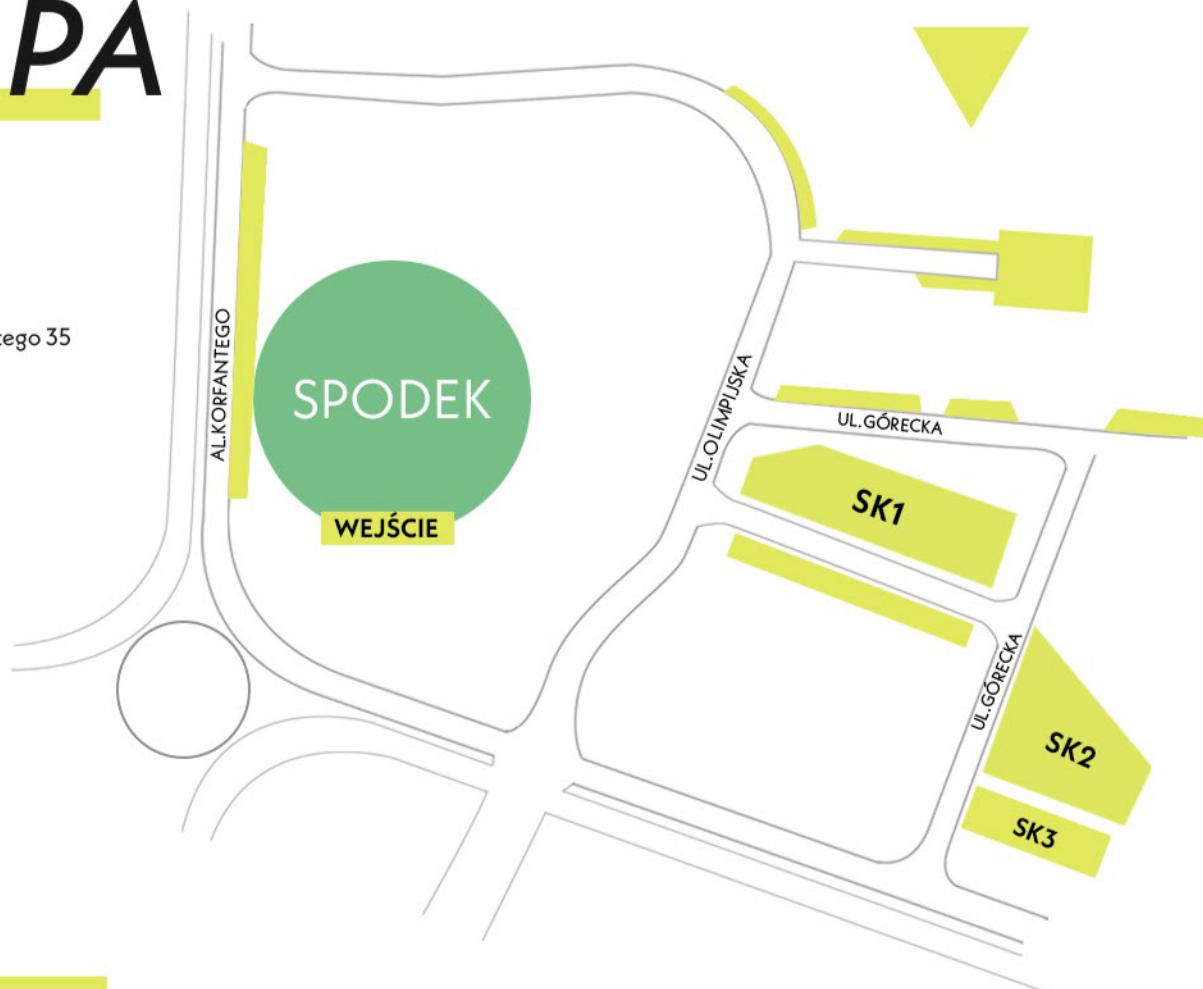 PA
tego 35
AL.KORFANTEGO
SPODEK
WEJŚCIE
UL.OLIMPIJSKA
UL.GÓRECKA
SK1
UL.GÓRECKA
SK2
SK3